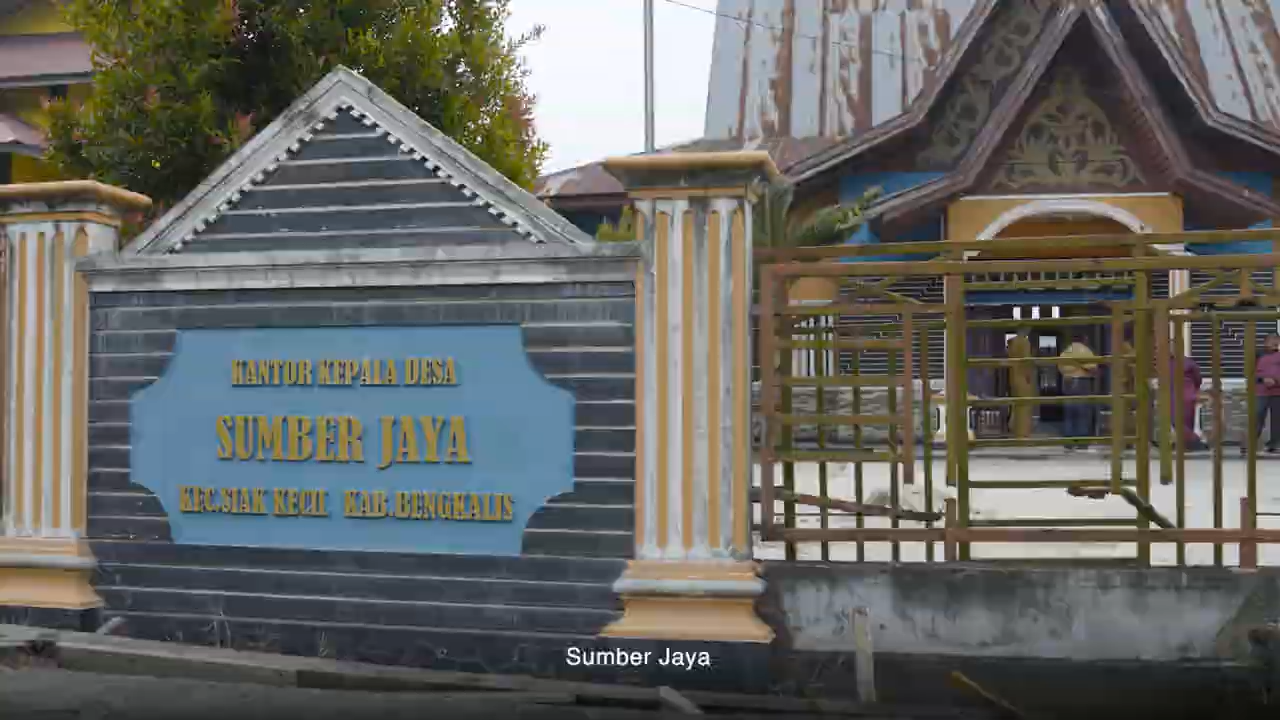 KANTOR KEPALA DESA
SUMBER JAYA
KEC.SIAK KECIL KAB.BENGKALIS
Sumber Jaya